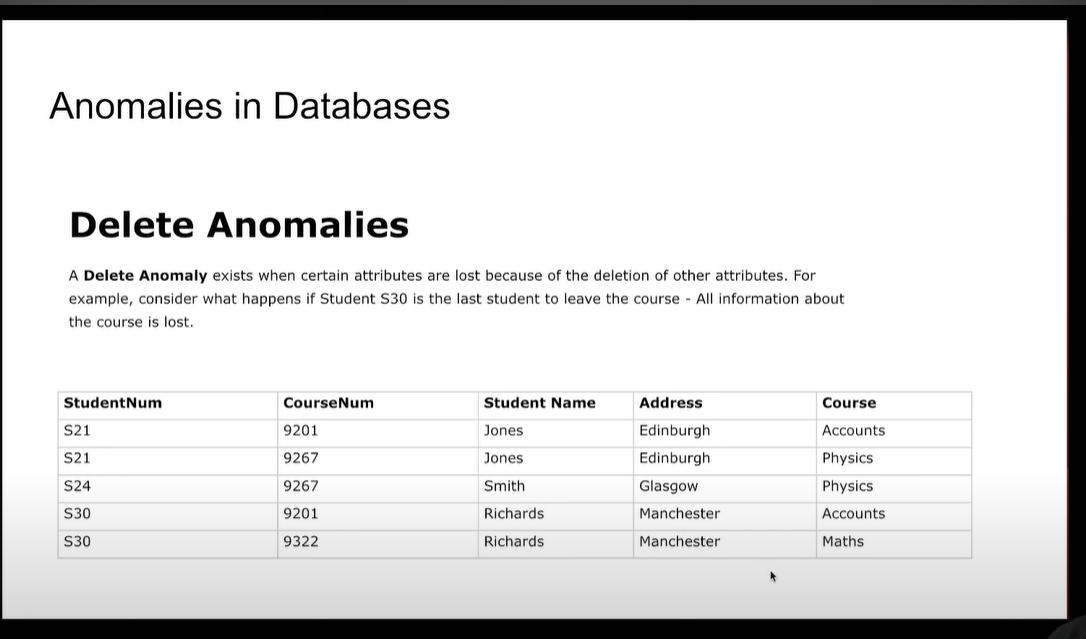 Anomalies in Databases
Delete Anomalies
A Delete Anomaly exists when certain attributes are lost because of the deletion of other attributes. For
example, consider what happens if Student S30 is the last student to leave the course - All information about
the course is lost.
StudentNum CourseNum Student Name Address Course
S21 9201 Jones Edinburgh Accounts
S21 9267 Jones Edinburgh Physics
S24 9267 Smith Glasgow Physics
S30 9201 Richards Manchester Accounts
S30 9322 Richards Manchester Maths